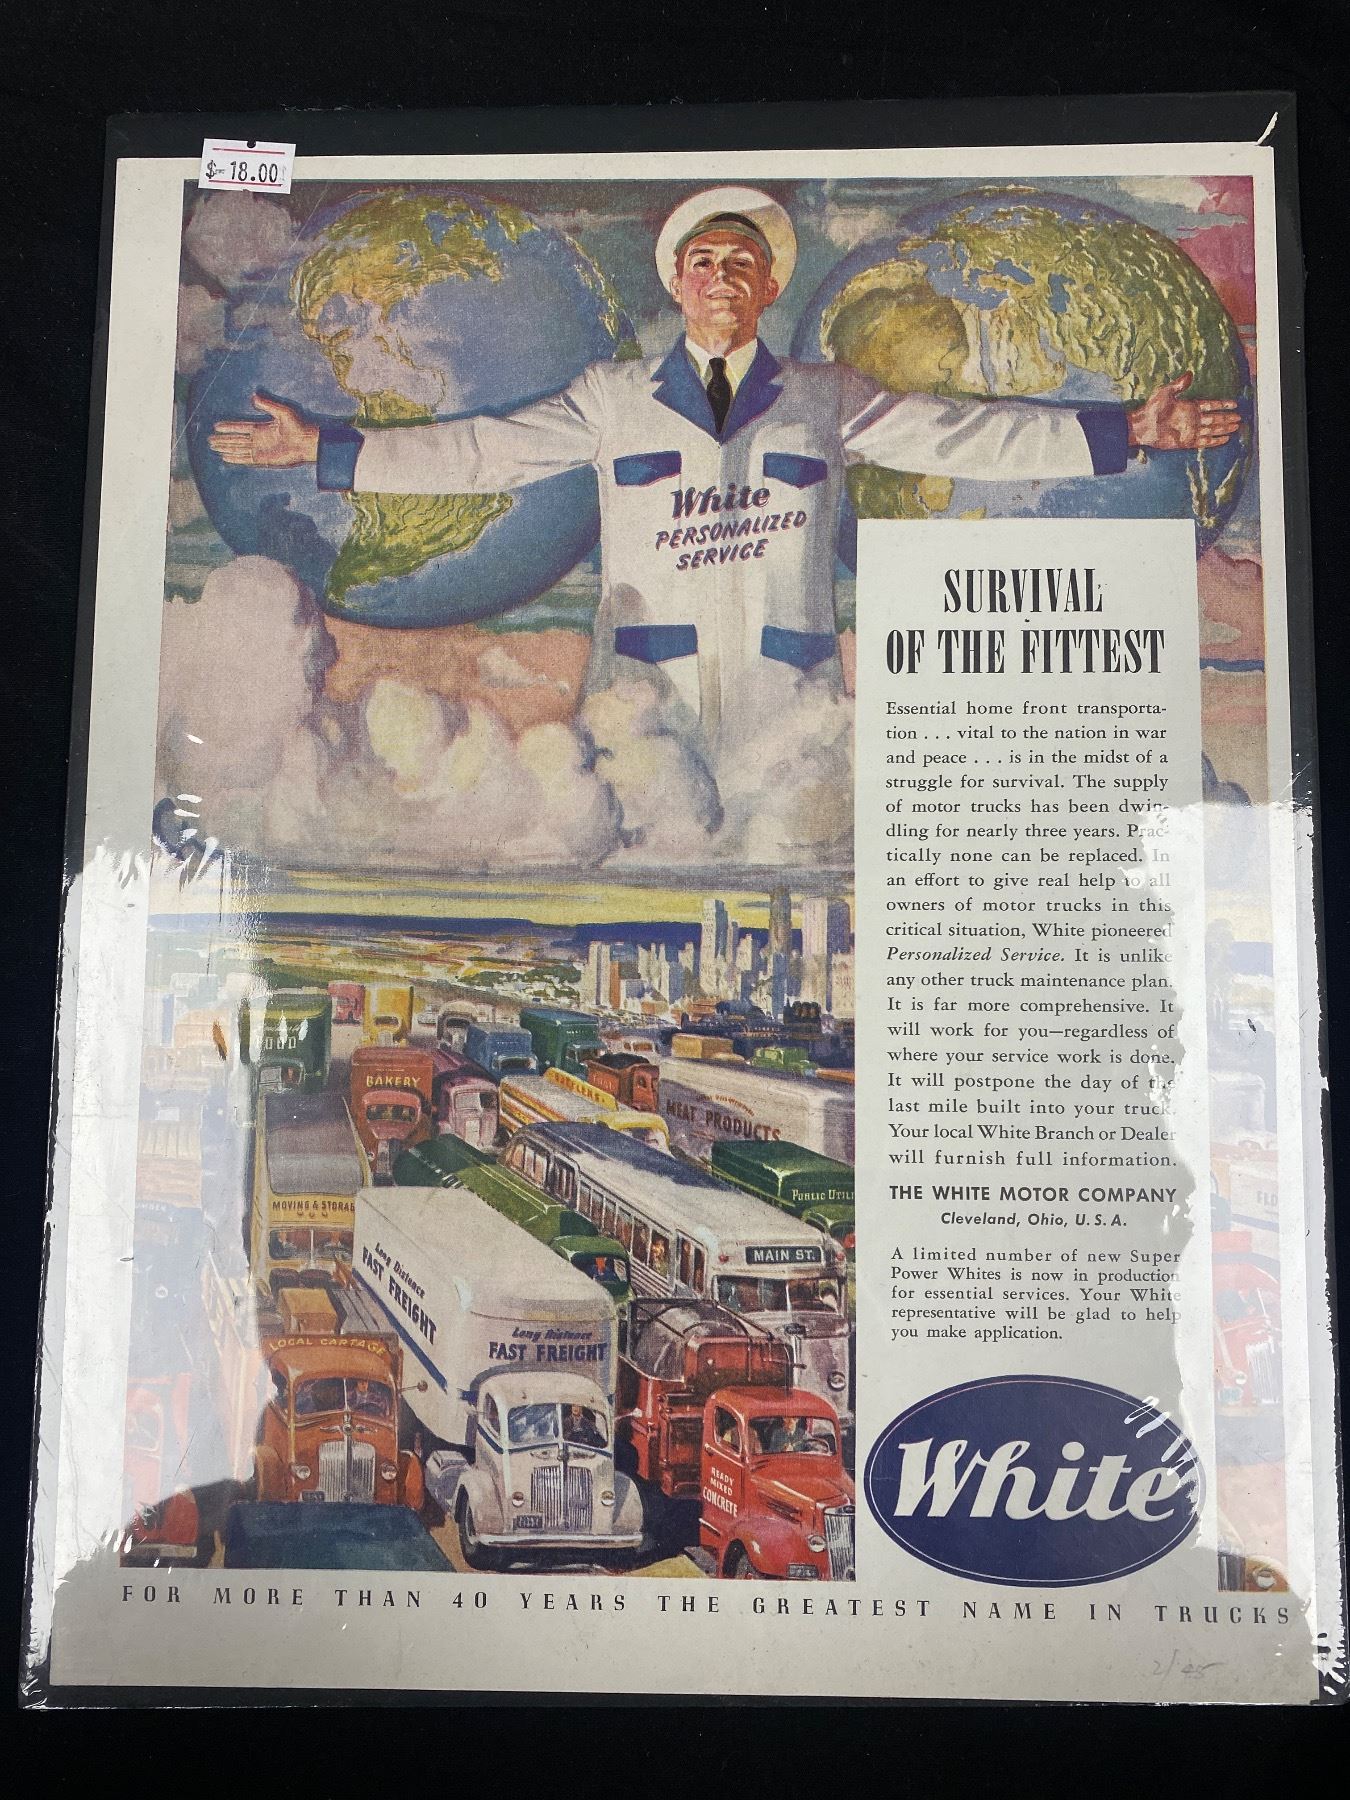 $ 18.00
White
PERSONALIZED
SERVICE
SURVIVAL
OF THE FITTEST
Essential home front transporta-
tion . . . vital to the nation in war
and peace . . . is in the midst of a
struggle for survival. The supply
of motor trucks has been dwin-
dling for nearly three years. Prac-
tically none can be replaced. In
an effort to give real help to all
owners of motor trucks in this
critical situation, White pioneered
Personalized Service. It is unlike
any other truck maintenance plan.
It is far more comprehensive. It
will work for you—regardless of
where your service work is done.
It will postpone the day of the
last mile built into your truck.
Your local White Branch or Dealer
will furnish full information.
THE WHITE MOTOR COMPANY
Cleveland, Ohio, U. S. A.
A limited number of new Super
Power Whites is now in production
for essential services. Your White
representative will be glad to help
you make application.
White
FOOD
BAKERY
MEAT PRODUCTS
PUBLIC
MOVING & STORAGE
MAIN ST.
Long Distance
FAST FREIGHT
Long Distance
FAST FREIGHT
LOCAL CARTAGE
READY
MIXED
CONCRETE
FOR MORE THAN 40 YEARS THE GREATEST NAME IN TRUCKS
2/45